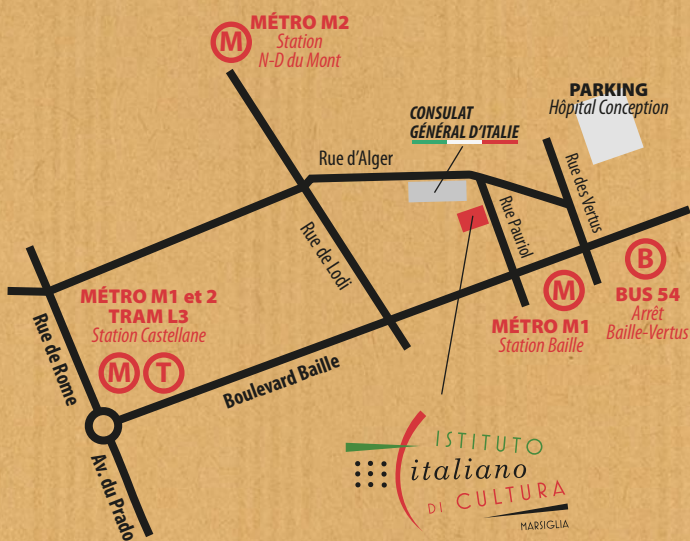 M
MÉTRO M2
Station
N-D du Mont
PARKING
Hôpital Conception
CONSULAT
GÉNÉRAL D'ITALIE
Rue d'Alger
Rue des Vertus
Rue Pauriol
Rue de Lodi
B
BUS 54
Arrêt
Baille-Vertus
M
MÉTRO M1
Station Baille
MÉTRO M1 et 2
TRAM L3
Station Castellane
M T
Rue de Rome
Boulevard Baille
Av. du Prado
ISTITUTO
italiano
DI CULTURA
MARSIGLIA